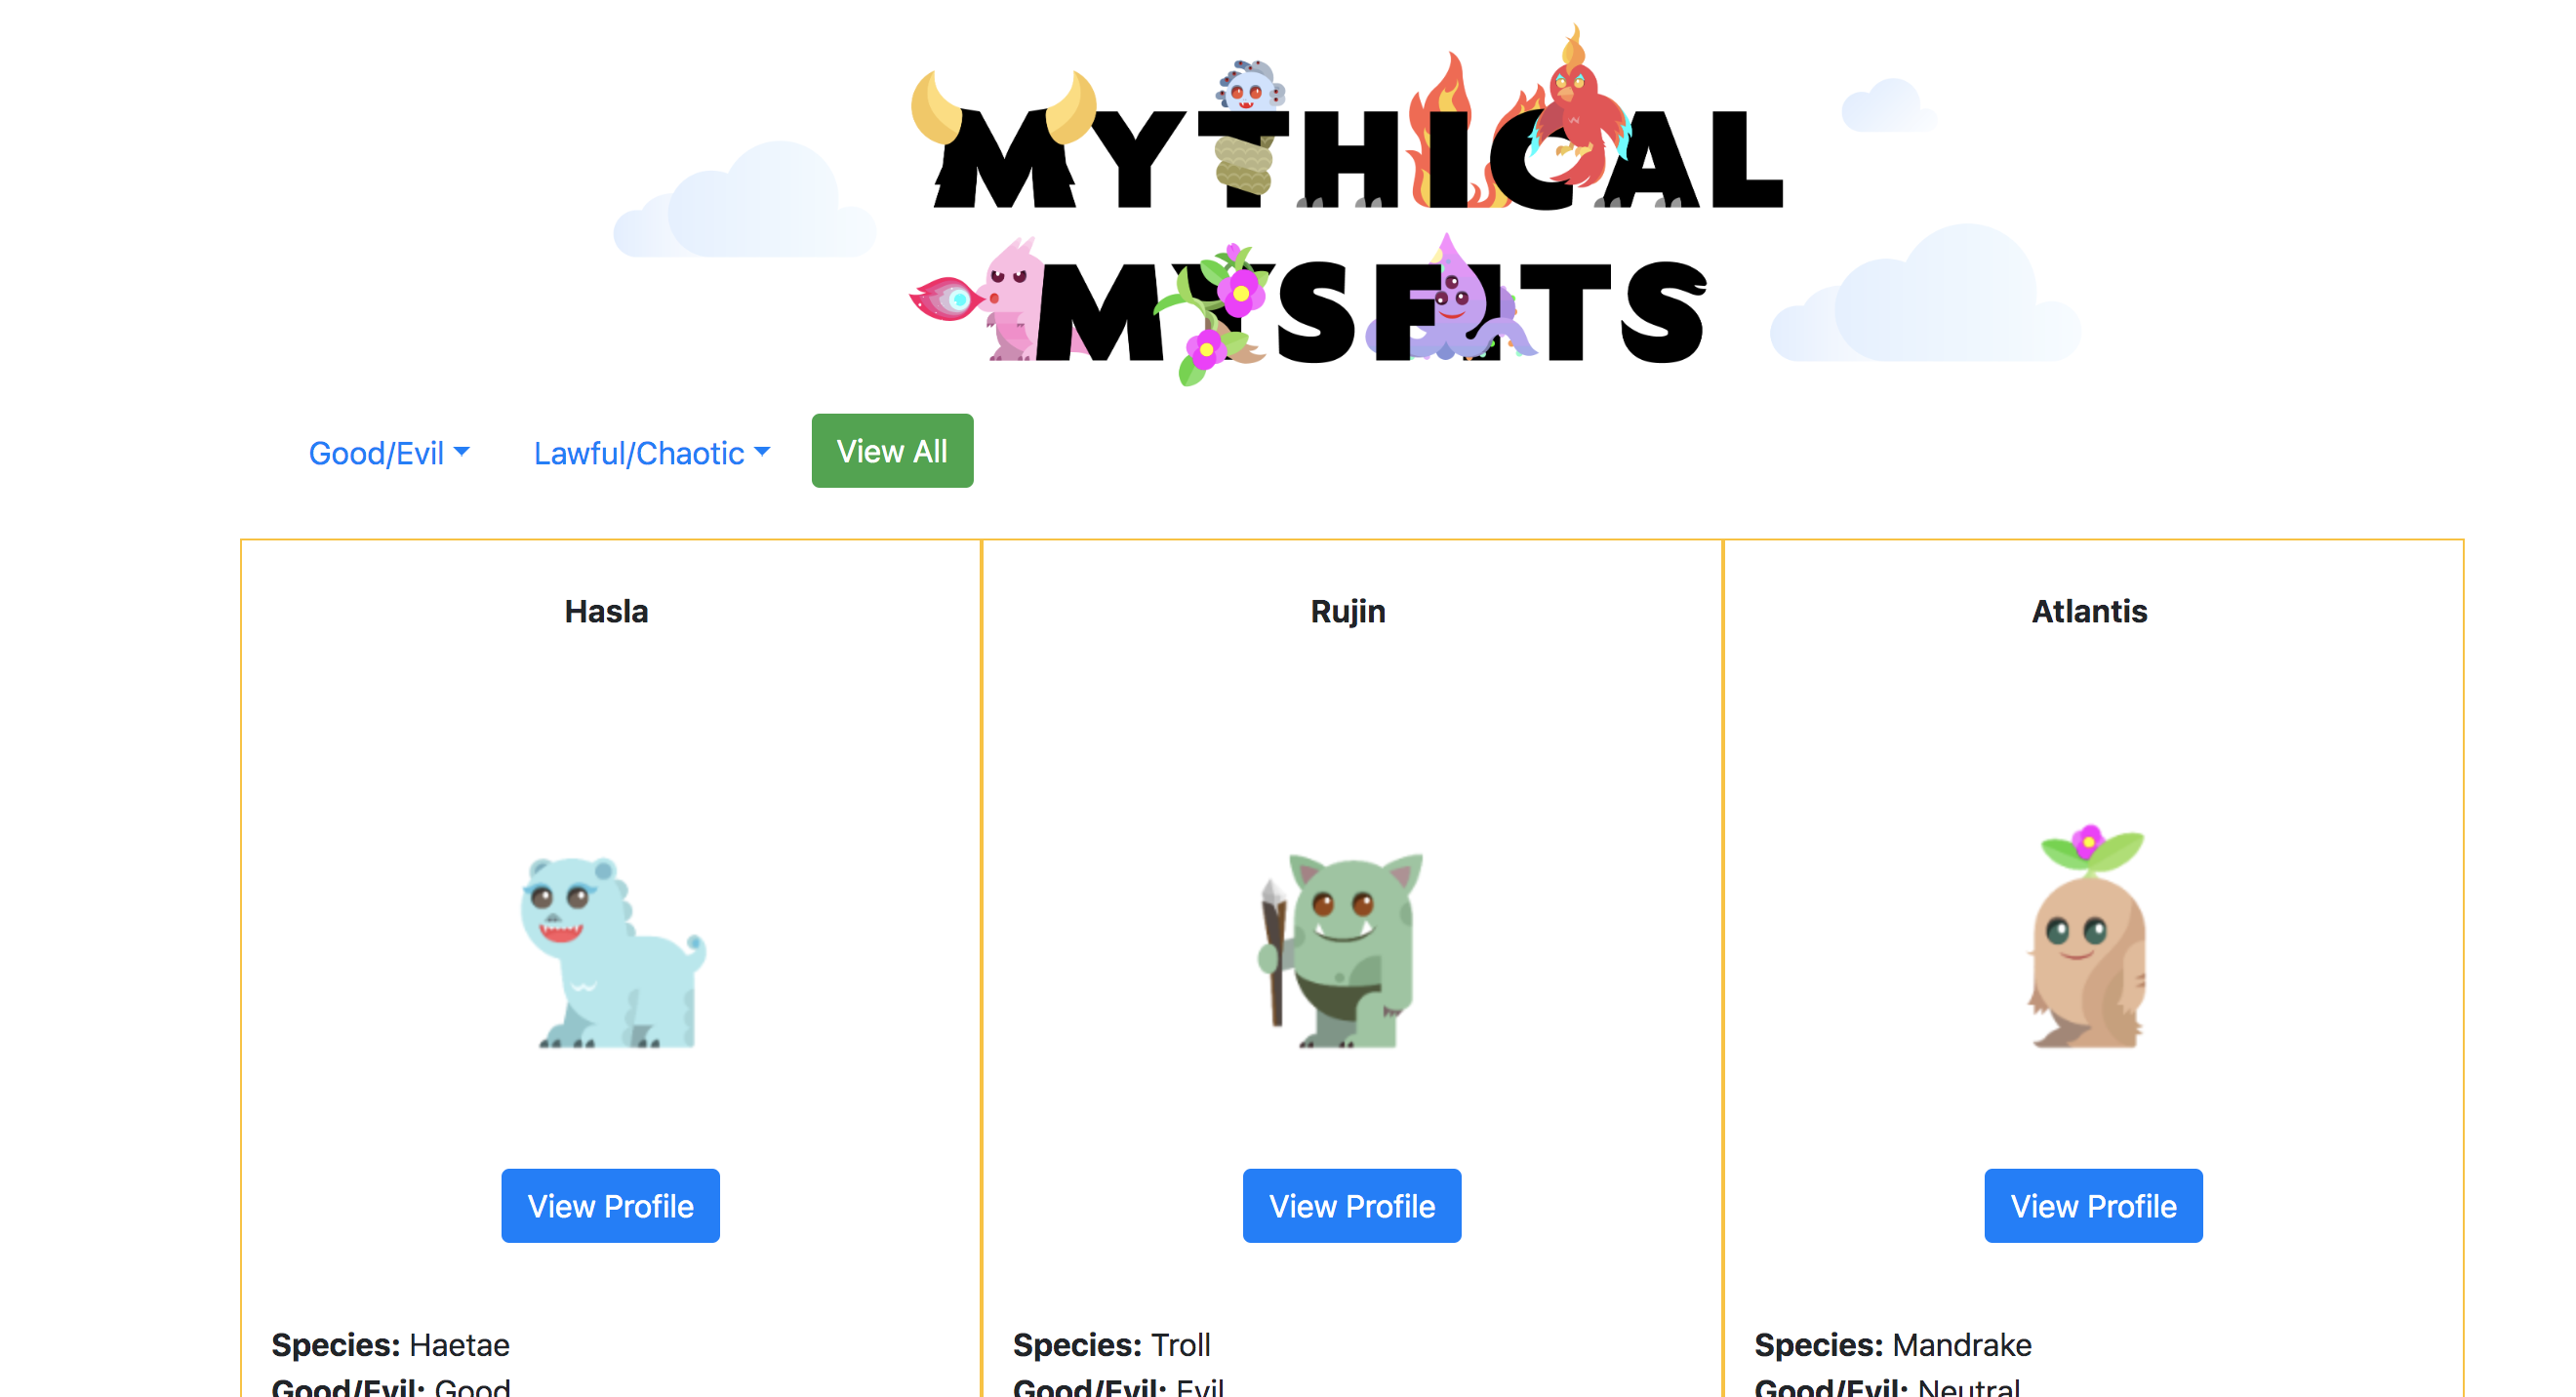 MYTHICAL
MYSFITS
Good/Evil Lawful/Chaotic View All
Hasla Rujin Atlantis
View Profile View Profile View Profile
Species: Haetae Species: Troll Species: Mandrake
Good/Evil: Good Good/Evil: Evil Good/Evil: Neutral